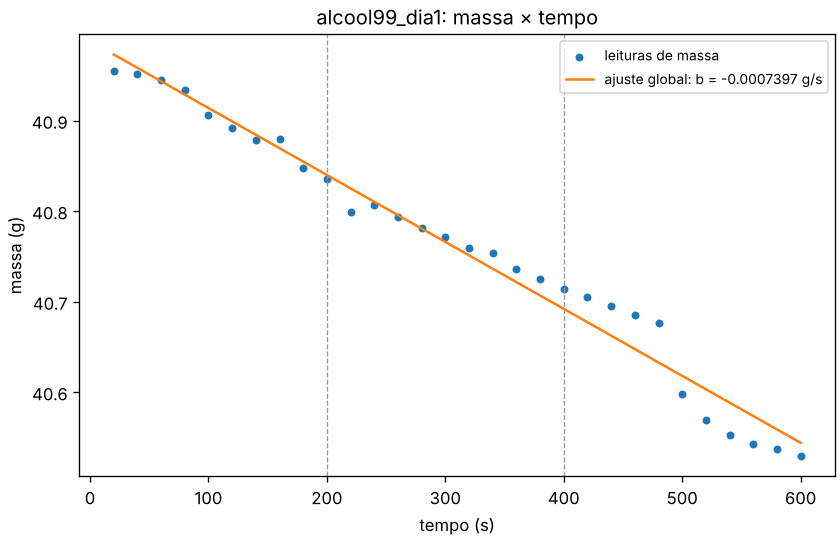 alcool99_dia1: massa × tempo
leituras de massa
ajuste global: b = -0.0007397 g/s
massa (g)
40.9
40.8
40.7
40.6
0 100 200 300 400 500 600
tempo (s)